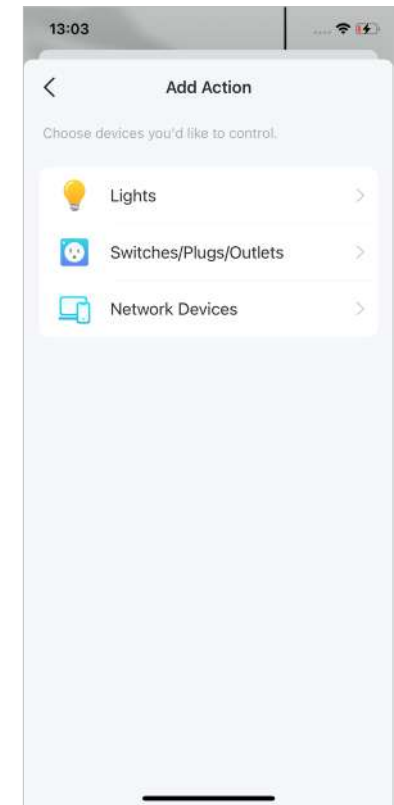 13:03
Add Action
Choose devices you'd like to control.
Lights
Switches/Plugs/Outlets
Network Devices